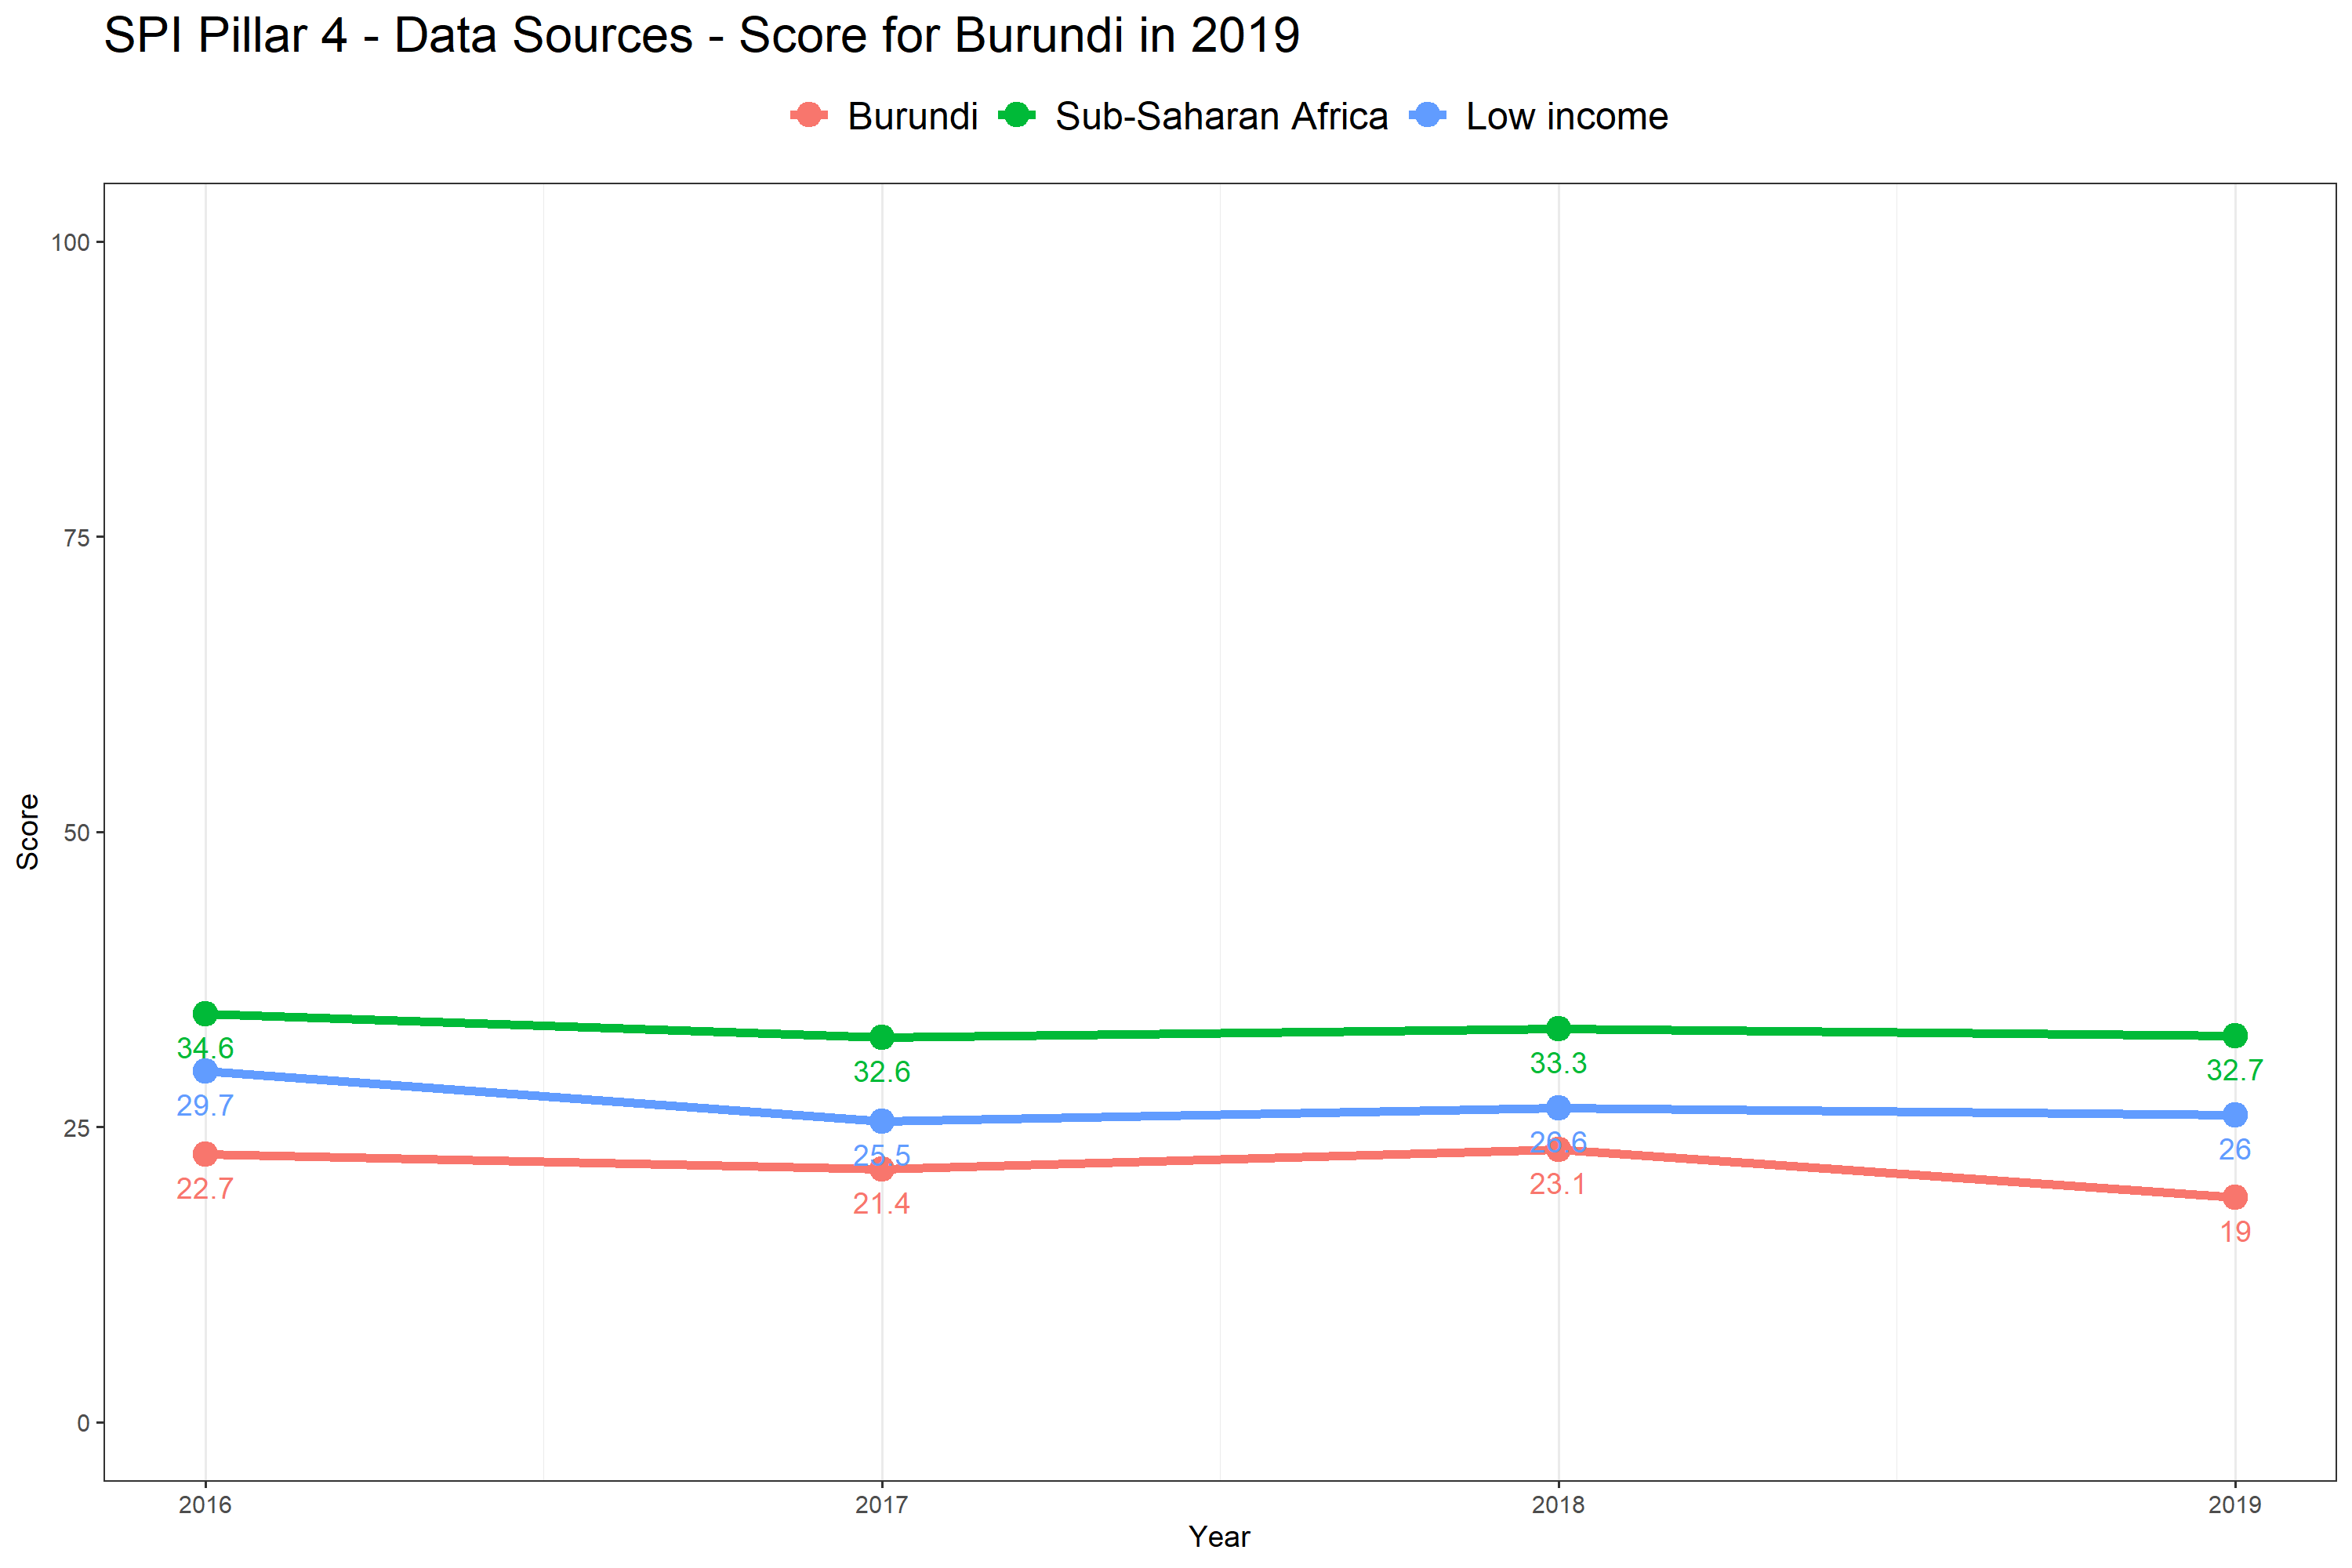 SPI Pillar 4 - Data Sources - Score for Burundi in 2019
Burundi Sub-Saharan Africa Low income
100
75
50
25
0
Score
34.6 32.6 33.3 32.7
29.7 25.5 26.6 26
22.7 21.4 23.1 19
2016 2017 2018 2019
Year